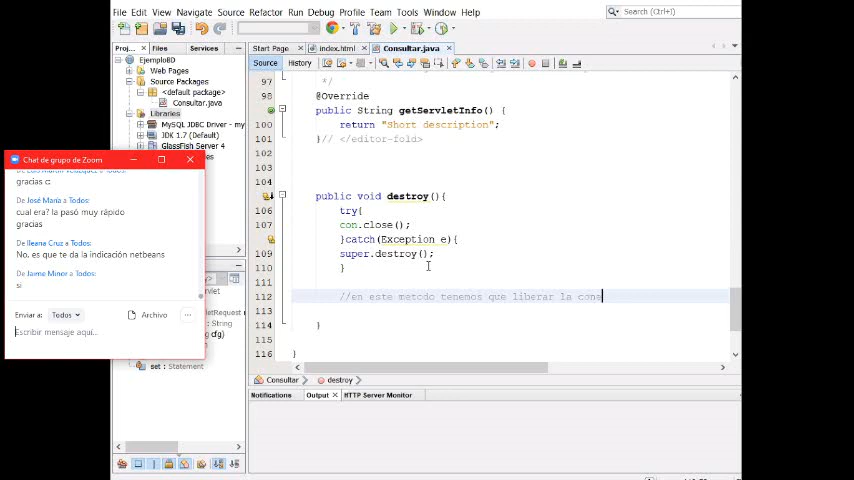 File Edit View Navigate Source Refactor Run Debug Profile Team Tools Window Help
Search (Ctrl+I)
Proj... Files Services
Start Page index.html Consultar.java
Source History
EjemploBD
Web Pages
Source Packages
<default package>
Consultar.java
Libraries
MySQL JDBC Driver - my
JDK 1.7 (Default)
GlassFish Server 4
97 */
98 @Override
public String getServletInfo() {
100 return "Short description";
101 }// </editor-fold>
102
103
104
public void destroy(){
106 try{
107 con.close();
}catch(Exception e){
109 super.destroy();
110 }
111
112 //en este metodo tenemos que liberar la cone
113
114 }
115
116 }
Chat de grupo de Zoom
gracias c:
De José María a Todos:
cual era? la pasó muy rápido
gracias
De Ileana Cruz a Todos:
No, es que te da la indicación netbeans
De Jaime Minor a Todos:
si
Enviar a: Todos Archivo ...
Escribir mensaje aquí...
set : Statement
Consultar destroy
Notifications Output HTTP Server Monitor